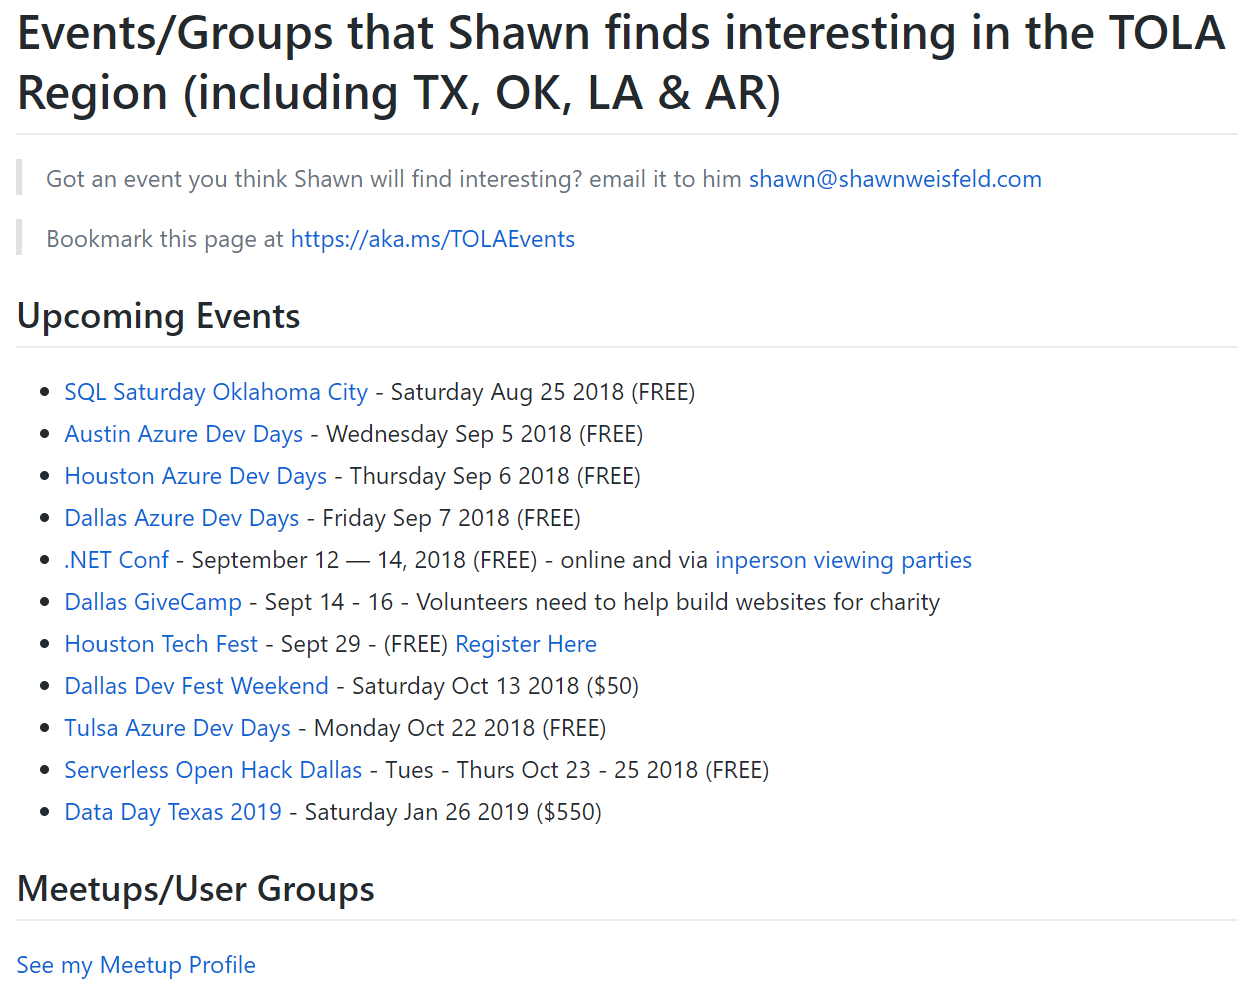 Events/Groups that Shawn finds interesting in the TOLA
Region (including TX, OK, LA & AR)
Got an event you think Shawn will find interesting? email it to him shawn@shawnweisfeld.com
Bookmark this page at https://aka.ms/TOLAEvents
Upcoming Events
• SQL Saturday Oklahoma City - Saturday Aug 25 2018 (FREE)
• Austin Azure Dev Days - Wednesday Sep 5 2018 (FREE)
• Houston Azure Dev Days - Thursday Sep 6 2018 (FREE)
• Dallas Azure Dev Days - Friday Sep 7 2018 (FREE)
• .NET Conf - September 12 — 14, 2018 (FREE) - online and via inperson viewing parties
• Dallas GiveCamp - Sept 14 - 16 - Volunteers need to help build websites for charity
• Houston Tech Fest - Sept 29 - (FREE) Register Here
• Dallas Dev Fest Weekend - Saturday Oct 13 2018 ($50)
• Tulsa Azure Dev Days - Monday Oct 22 2018 (FREE)
• Serverless Open Hack Dallas - Tues - Thurs Oct 23 - 25 2018 (FREE)
• Data Day Texas 2019 - Saturday Jan 26 2019 ($550)
Meetups/User Groups
See my Meetup Profile